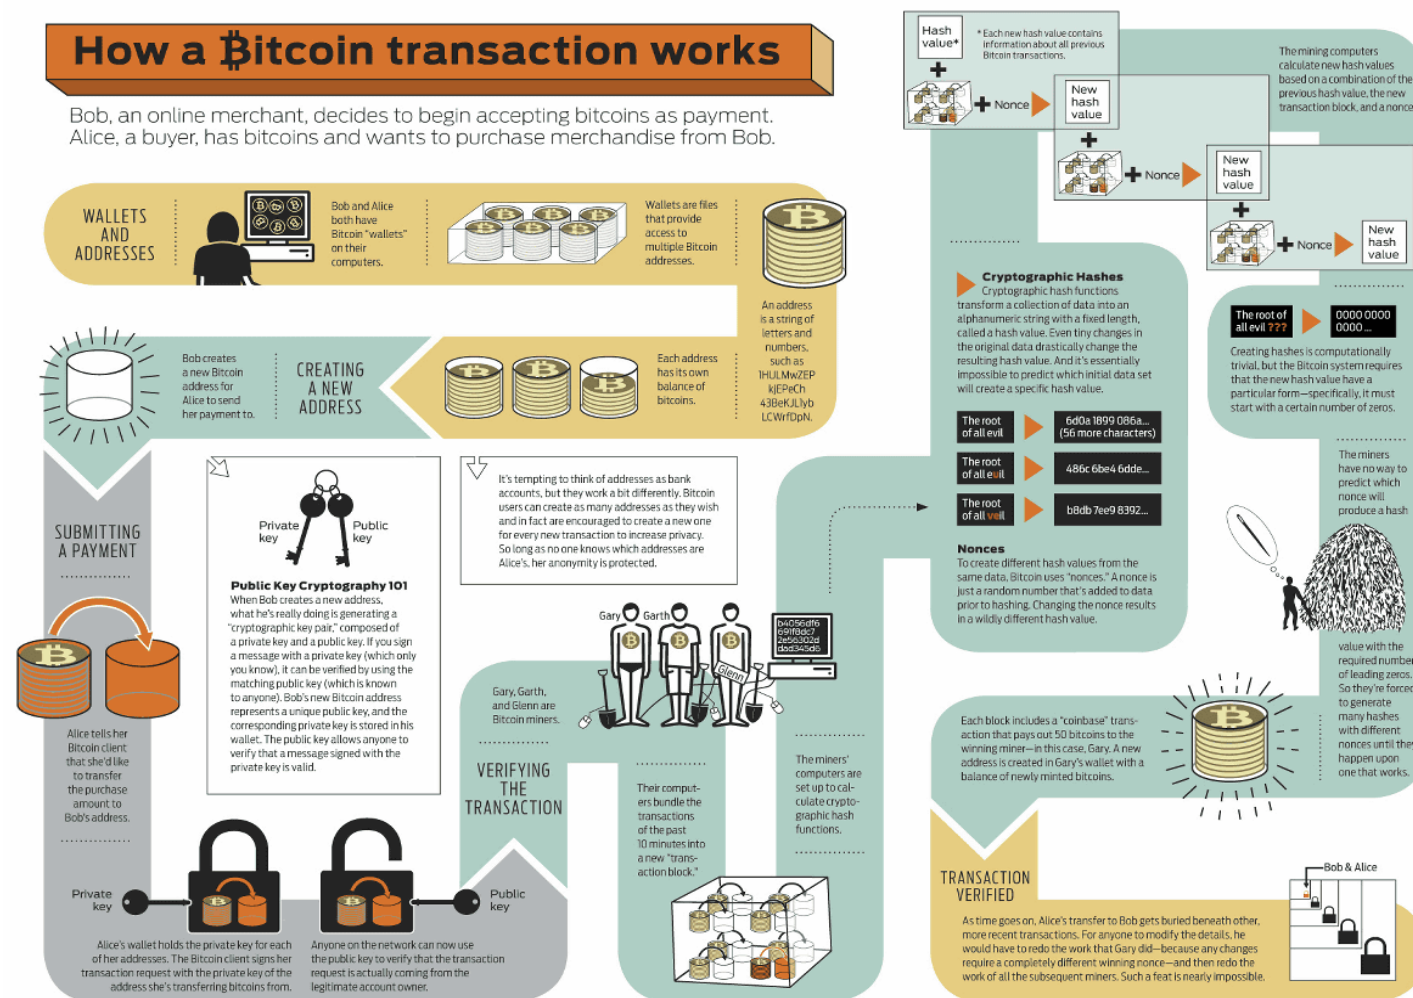 How a Bitcoin transaction works
Bob, an online merchant, decides to begin accepting bitcoins as payment.
Alice, a buyer, has bitcoins and wants to purchase merchandise from Bob.
WALLETS
AND
ADDRESSES
Bob and Alice
both have
Bitcoin "wallets"
on their
computers.
Wallets are files
that provide
access to
multiple Bitcoin
addresses.
An address
is a string of
letters and
numbers,
such as
1HULMwZEP
kjEPeCh
43BeKJL1yb
LCWrfDpN.
Each address
has its own
balance of
bitcoins.
CREATING
A NEW
ADDRESS
Bob creates
a new Bitcoin
address for
Alice to send
her payment to.
SUBMITTING
A PAYMENT
Alice tells her
Bitcoin client
that she'd like
to transfer
the purchase
amount to
Bob's address.
Private
key
Public
key
Public Key Cryptography 101
When Bob creates a new address,
what he's really doing is generating a
"cryptographic key pair," composed of
a private key and a public key. If you sign
a message with a private key (which only
you know), it can be verified by using the
matching public key (which is known
to anyone). Bob's new Bitcoin address
represents a unique public key, and the
corresponding private key is stored in his
wallet. The public key allows anyone to
verify that a message signed with the
private key is valid.
It's tempting to think of addresses as bank
accounts, but they work a bit differently. Bitcoin
users can create as many addresses as they wish
and in fact are encouraged to create a new one
for every new transaction to increase privacy.
So long as no one knows which addresses are
Alice's, her anonymity is protected.
Private
key
Alice's wallet holds the private key for each
of her addresses. The Bitcoin client signs her
transaction request with the private key of the
address she's transferring bitcoins from.
Public
key
Anyone on the network can now use
the public key to verify that the transaction
request is actually coming from the
legitimate account owner.
VERIFYING
THE
TRANSACTION
Gary, Garth,
and Glenn are
Bitcoin miners.
Gary
Garth
Glenn
b4056df6
691f8dc7
2e56302d
dad345d6
Their comput-
ers bundle the
transactions
of the past
10 minutes into
a new "trans-
action block."
The miners'
computers are
set up to cal-
culate crypto-
graphic hash
functions.
Cryptographic Hashes
Cryptographic hash functions
transform a collection of data into an
alphanumeric string with a fixed length,
called a hash value. Even tiny changes in
the original data drastically change the
resulting hash value. And it's essentially
impossible to predict which initial data set
will create a specific hash value.
The root
of all evil
6d0a 1899 086a...
(56 more characters)
The root
of all euil
486c 6be4 6dde...
The root
of all veil
b8db 7ee9 8392...
Nonces
To create different hash values from the
same data, Bitcoin uses "nonces." A nonce is
just a random number that's added to data
prior to hashing. Changing the nonce results
in a wildly different hash value.
Hash
value*
* Each new hash value contains
information about all previous
Bitcoin transactions.
+
+ Nonce
New
hash
value
+
+ Nonce
New
hash
value
+
+ Nonce
New
hash
value
The mining computers
calculate new hash values
based on a combination of the
previous hash value, the new
transaction block, and a nonce
The root of
all evil ???
0000 0000
0000 ...
Creating hashes is computationally
trivial, but the Bitcoin system requires
that the new hash value have a
particular form—specifically, it must
start with a certain number of zeros.
The miners
have no way to
predict which
nonce will
produce a hash
value with the
required number
of leading zeros.
So they're forced
to generate
many hashes
with different
nonces until they
happen upon
one that works.
Each block includes a "coinbase" trans-
action that pays out 50 bitcoins to the
winning miner—in this case, Gary. A new
address is created in Gary's wallet with a
balance of newly minted bitcoins.
TRANSACTION
VERIFIED
As time goes on, Alice's transfer to Bob gets buried beneath other,
more recent transactions. For anyone to modify the details, he
would have to redo the work that Gary did—because any changes
require a completely different winning nonce—and then redo the
work of all the subsequent miners. Such a feat is nearly impossible.
Bob & Alice